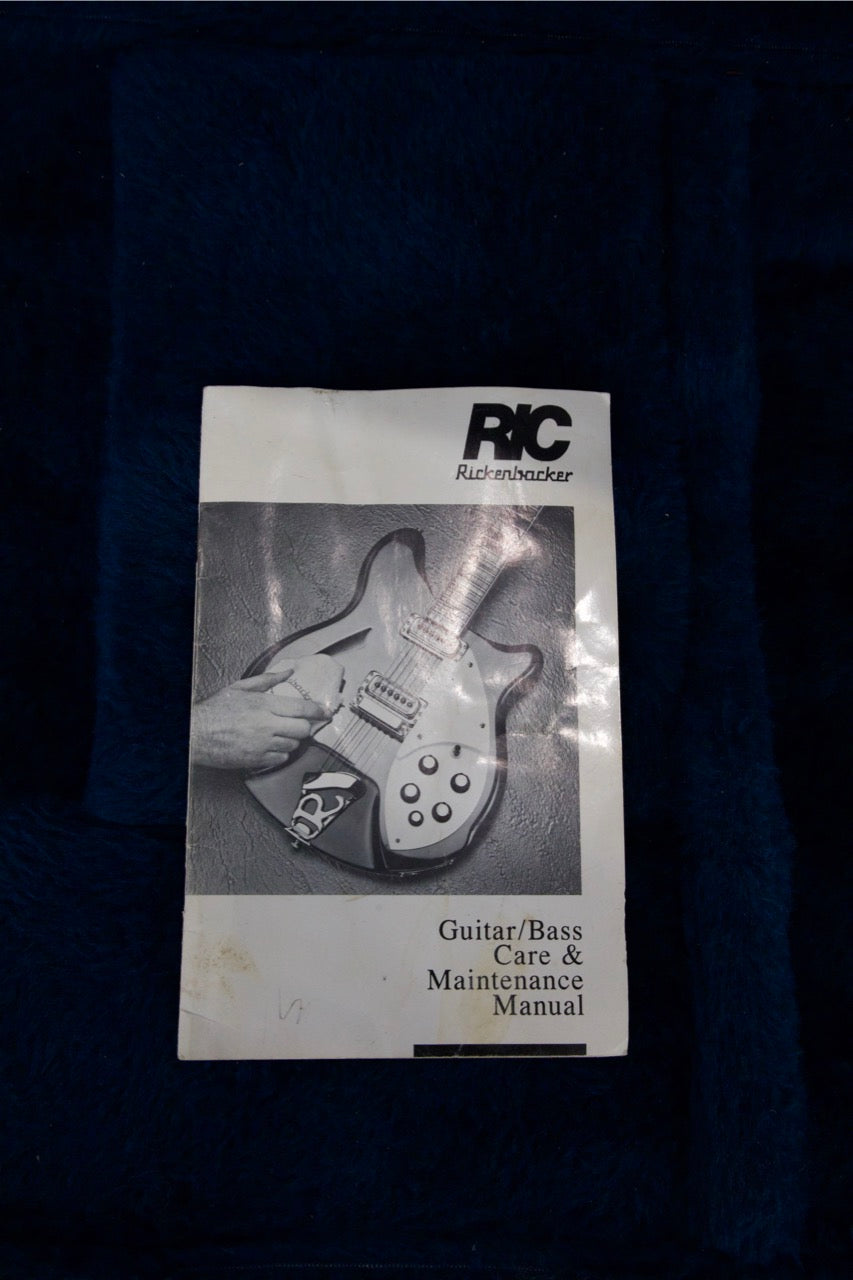 RIC
Rickenbacker
Guitar/Bass
Care &
Maintenance
Manual